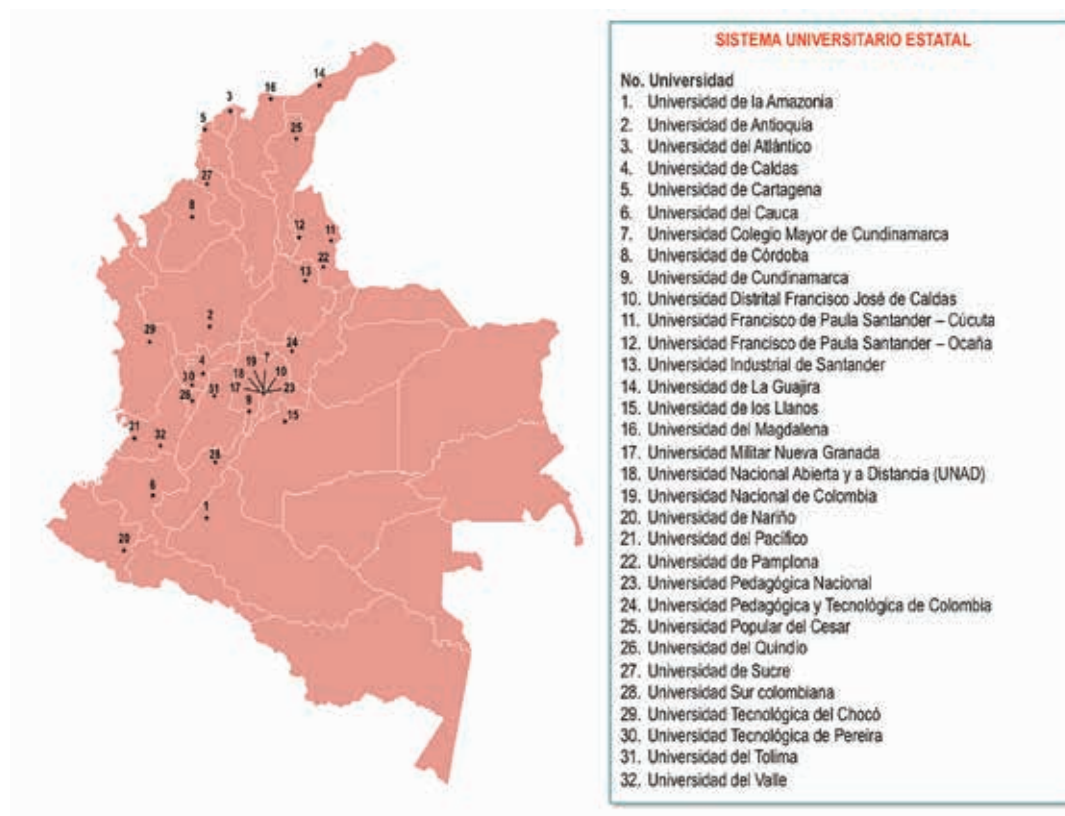 SISTEMA UNIVERSITARIO ESTATAL
No. Universidad
1. Universidad de la Amazonia
2. Universidad de Antioquia
3. Universidad del Atlántico
4. Universidad de Caldas
5. Universidad de Cartagena
6. Universidad del Cauca
7. Universidad Colegio Mayor de Cundinamarca
8. Universidad de Córdoba
9. Universidad de Cundinamarca
10. Universidad Distrital Francisco José de Caldas
11. Universidad Francisco de Paula Santander – Cúcuta
12. Universidad Francisco de Paula Santander – Ocaña
13. Universidad Industrial de Santander
14. Universidad de La Guajira
15. Universidad de los Llanos
16. Universidad del Magdalena
17. Universidad Militar Nueva Granada
18. Universidad Nacional Abierta y a Distancia (UNAD)
19. Universidad Nacional de Colombia
20. Universidad de Nariño
21. Universidad del Pacífico
22. Universidad de Pamplona
23. Universidad Pedagógica Nacional
24. Universidad Pedagógica y Tecnológica de Colombia
25. Universidad Popular del Cesar
26. Universidad del Quindío
27. Universidad de Sucre
28. Universidad Sur colombiana
29. Universidad Tecnológica del Chocó
30. Universidad Tecnológica de Pereira
31. Universidad del Tolima
32. Universidad del Valle
14
16
3
5
25
27
8
12
11
22
13
2
29
24
4
19
7
18
10
30
17
23
31
26
9
15
21
32
28
6
1
20